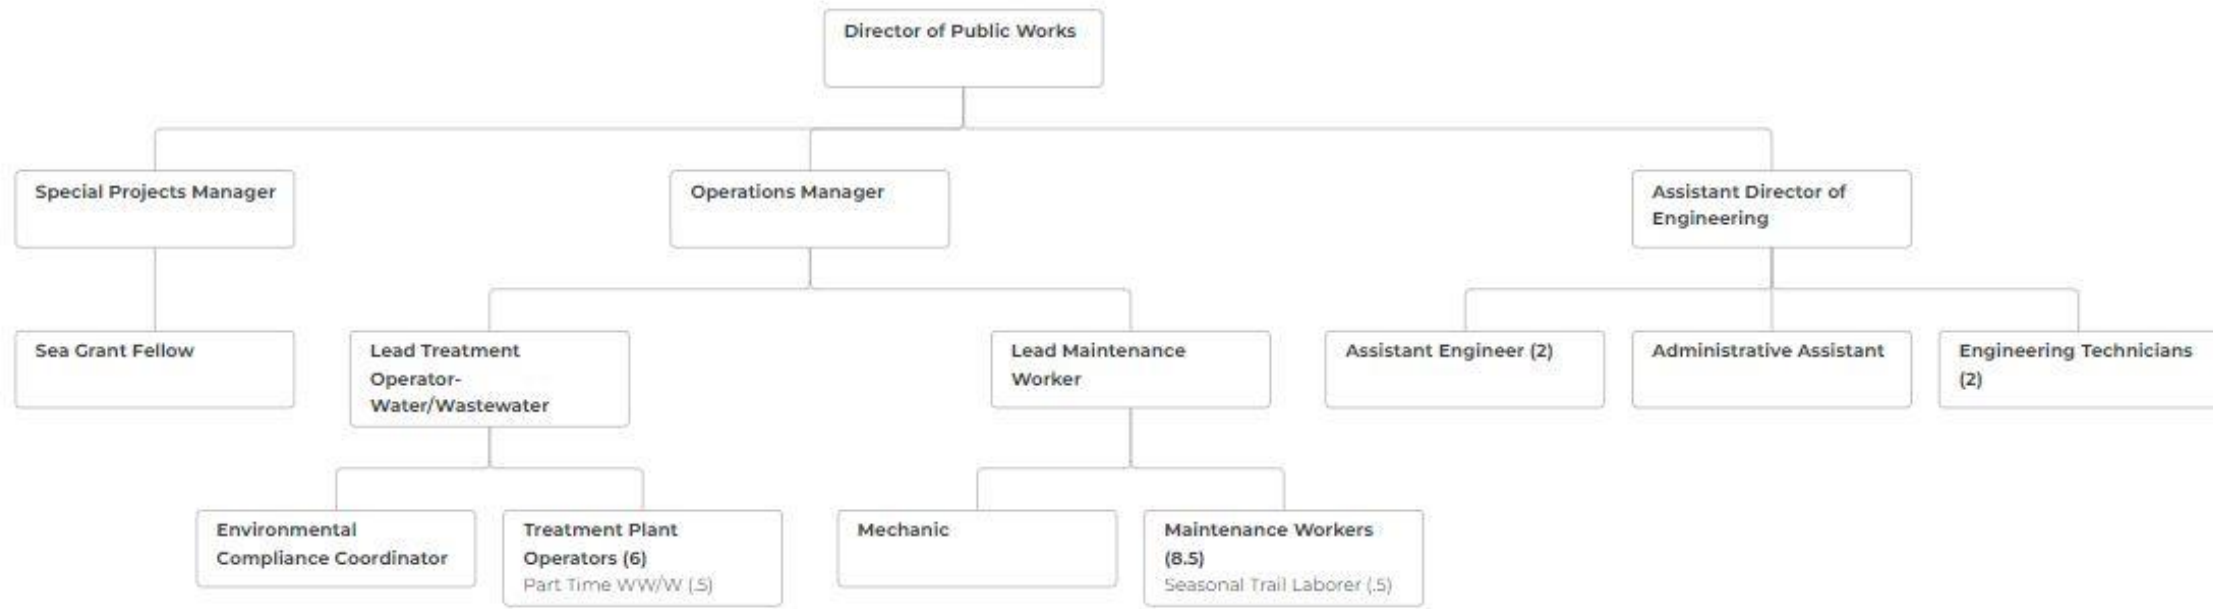 Director of Public Works
Special Projects Manager
Operations Manager
Assistant Director of
Engineering
Sea Grant Fellow
Lead Treatment
Operator-
Water/Wastewater
Lead Maintenance
Worker
Assistant Engineer (2)
Administrative Assistant
Engineering Technicians
(2)
Environmental
Compliance Coordinator
Treatment Plant
Operators (6)
Part Time WW/W (.5)
Mechanic
Maintenance Workers
(8.5)
Seasonal Trail Laborer (.5)